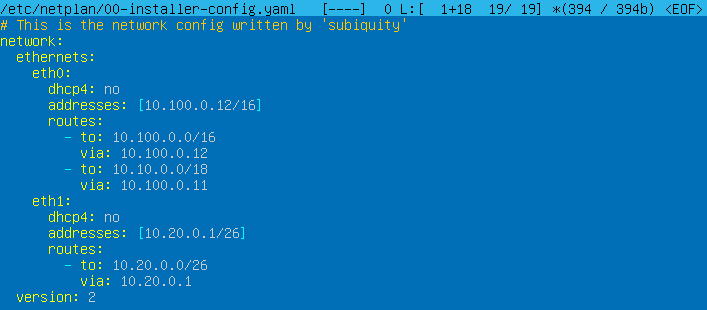 /etc/netplan/00-installer-config.yaml   [----]  0 L:[  1+18  19/ 19] *(394 / 394b) <EOF>
# This is the network config written by 'subiquity'
network:
  ethernets:
    eth0:
      dhcp4: no
      addresses: [10.100.0.12/16]
      routes:
        - to: 10.100.0.0/16
          via: 10.100.0.12
        - to: 10.10.0.0/18
          via: 10.100.0.11
    eth1:
      dhcp4: no
      addresses: [10.20.0.1/26]
      routes:
        - to: 10.20.0.0/26
          via: 10.20.0.1
  version: 2